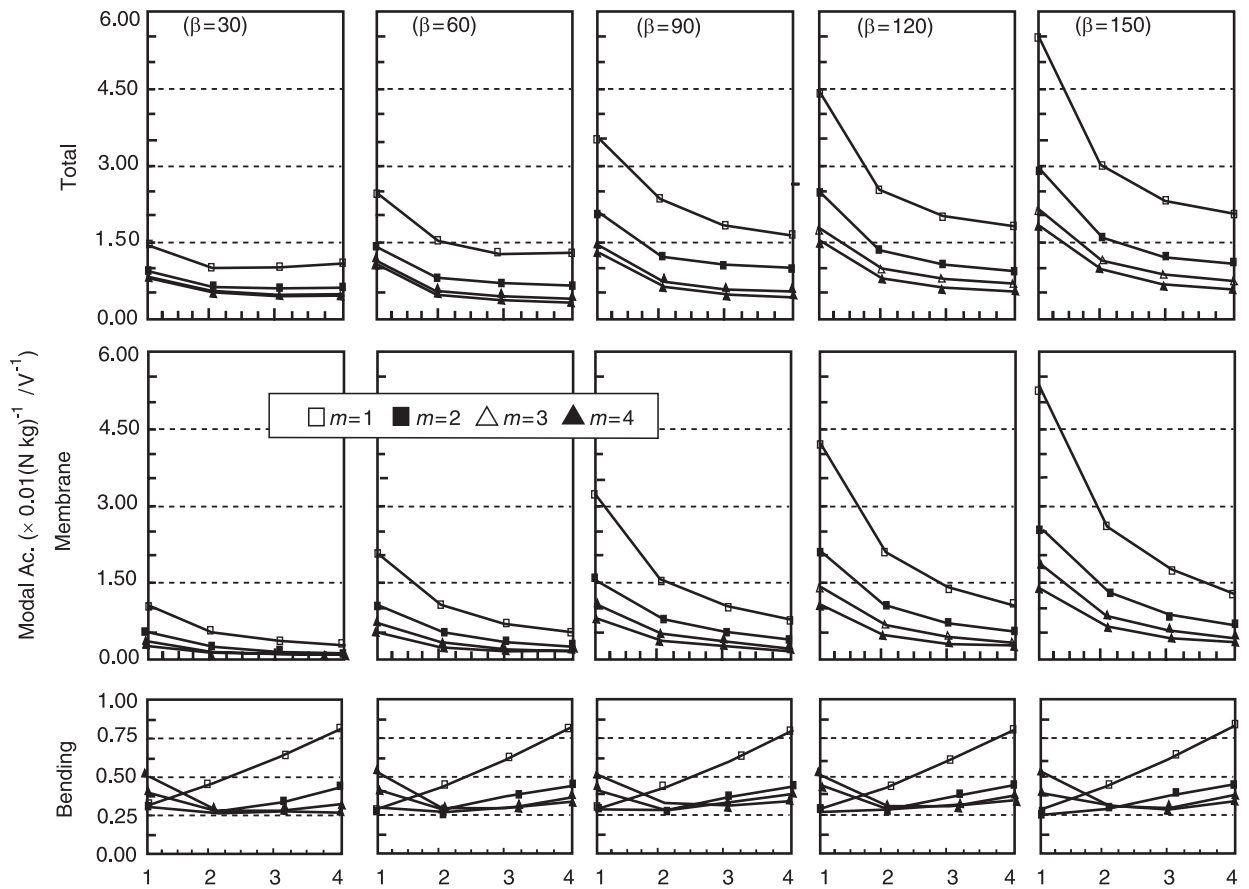 (β=30) (β=60) (β=90) (β=120) (β=150)
6.00
4.50
3.00
1.50
0.00
Total
6.00
4.50
3.00
1.50
0.00
Membrane
Modal Ac. (× 0.01(N kg)⁻¹ /V⁻¹
m=1 m=2 m=3 m=4
1.00
0.75
0.50
0.25
0.00
Bending
1 2 3 4 1 2 3 4 1 2 3 4 1 2 3 4 1 2 3 4